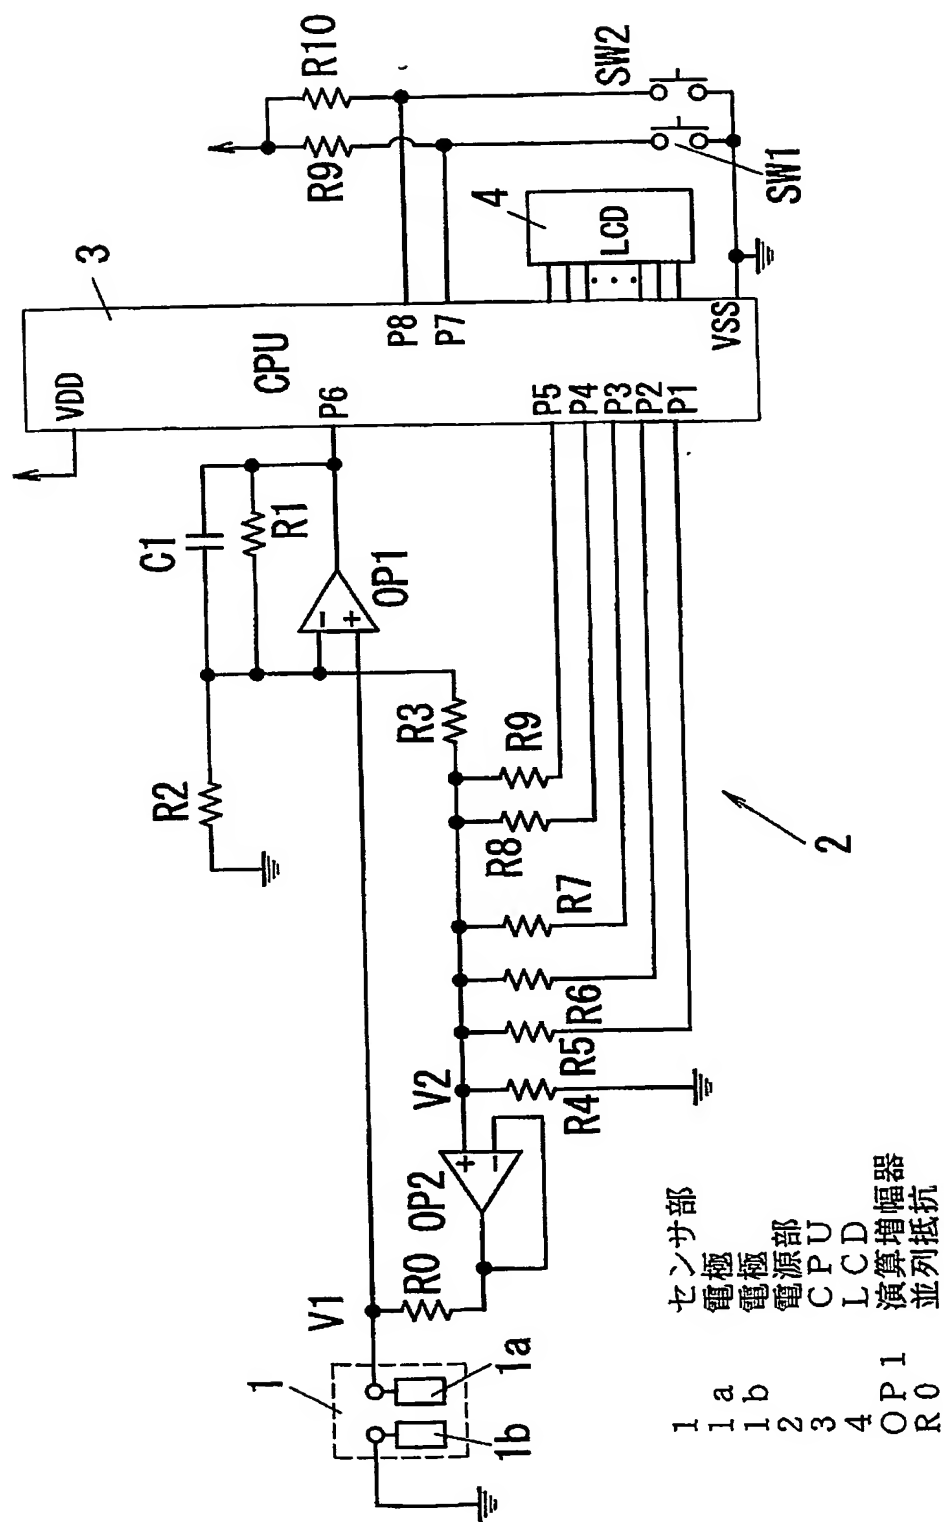 R10
R9
SW2
SW1
4
LCD
3
VDD
CPU
P8
P7
P6
VSS
P5
P4
P3
P2
P1
C1
R1
OP1
−
+
R2
R3
R9
R8
R7
R6
R5
R4
2
V2
OP2
+
−
R0
V1
1
1a
1b
1 センサ部
1a 電極
1b 電極
2 電源部
3 CPU
4 LCD
OP1 演算増幅器
R0 並列抵抗